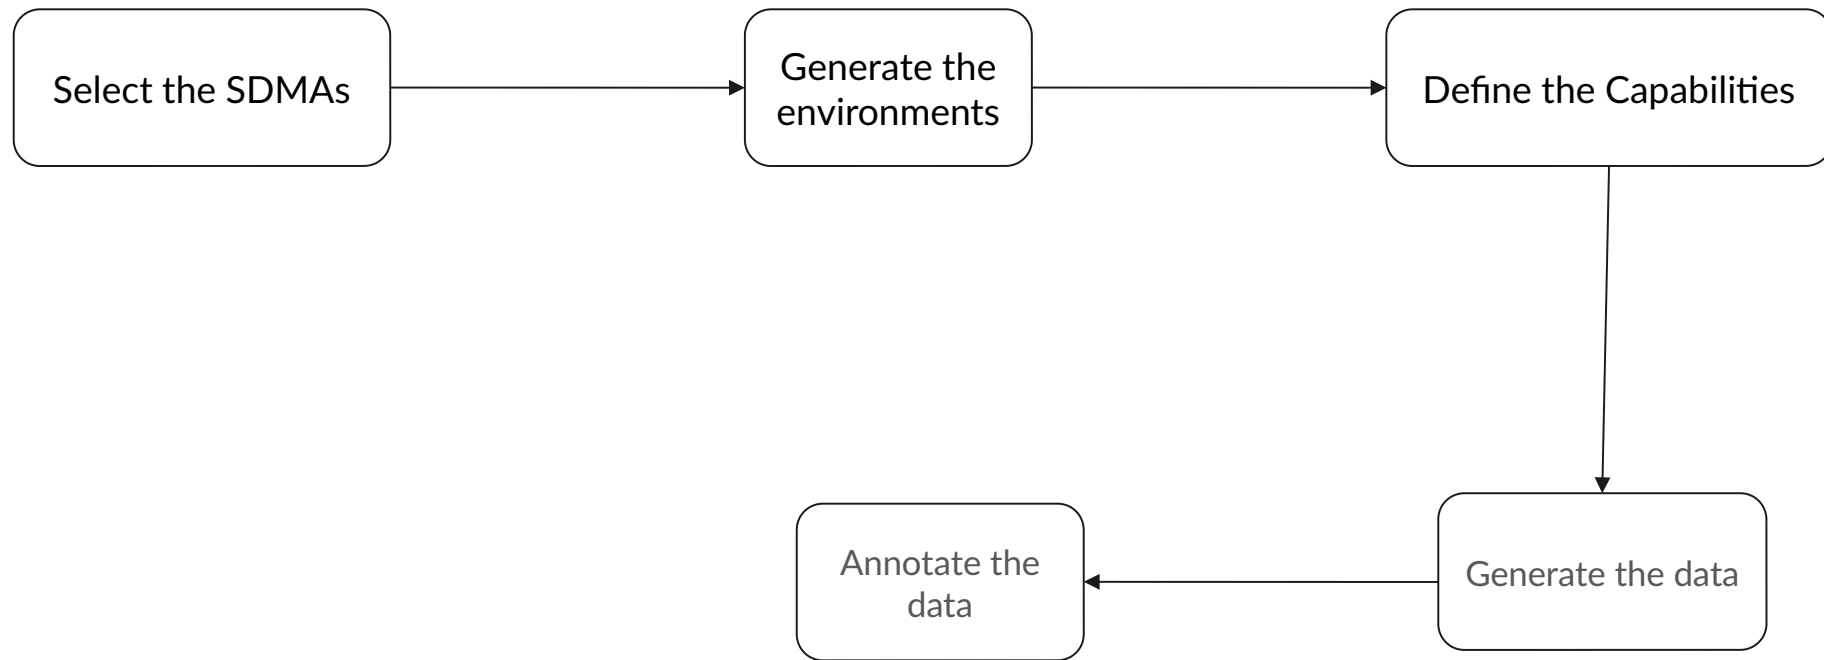 Select the SDMAs
Generate the
environments
Define the Capabilities
Generate the data
Annotate the
data